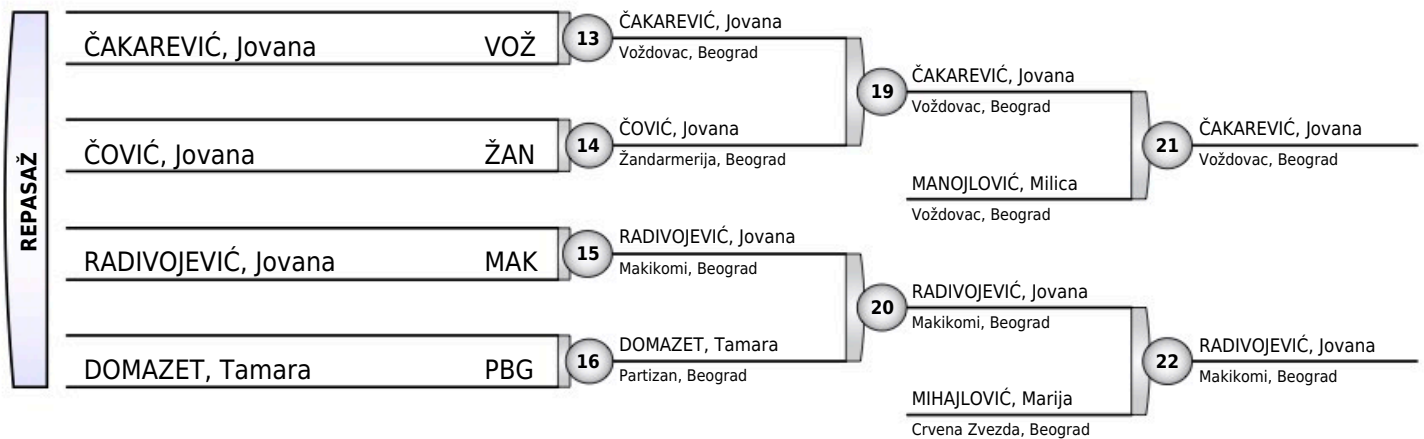 REPASAŽ
ČAKAREVIĆ, Jovana VOŽ
ČOVIĆ, Jovana ŽAN
RADIVOJEVIĆ, Jovana MAK
DOMAZET, Tamara PBG
13
ČAKAREVIĆ, Jovana
Voždovac, Beograd
14
ČOVIĆ, Jovana
Žandarmerija, Beograd
15
RADIVOJEVIĆ, Jovana
Makikomi, Beograd
16
DOMAZET, Tamara
Partizan, Beograd
19
ČAKAREVIĆ, Jovana
Voždovac, Beograd
MANOJLOVIĆ, Milica
Voždovac, Beograd
20
RADIVOJEVIĆ, Jovana
Makikomi, Beograd
MIHAJLOVIĆ, Marija
Crvena Zvezda, Beograd
21
ČAKAREVIĆ, Jovana
Voždovac, Beograd
22
RADIVOJEVIĆ, Jovana
Makikomi, Beograd